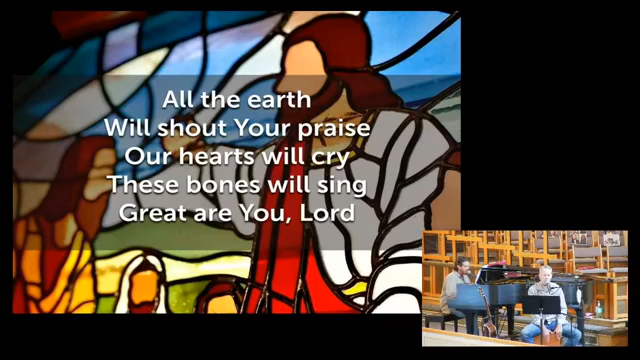 All the earth
Will shout Your praise
Our hearts will cry
These bones will sing
Great are You, Lord